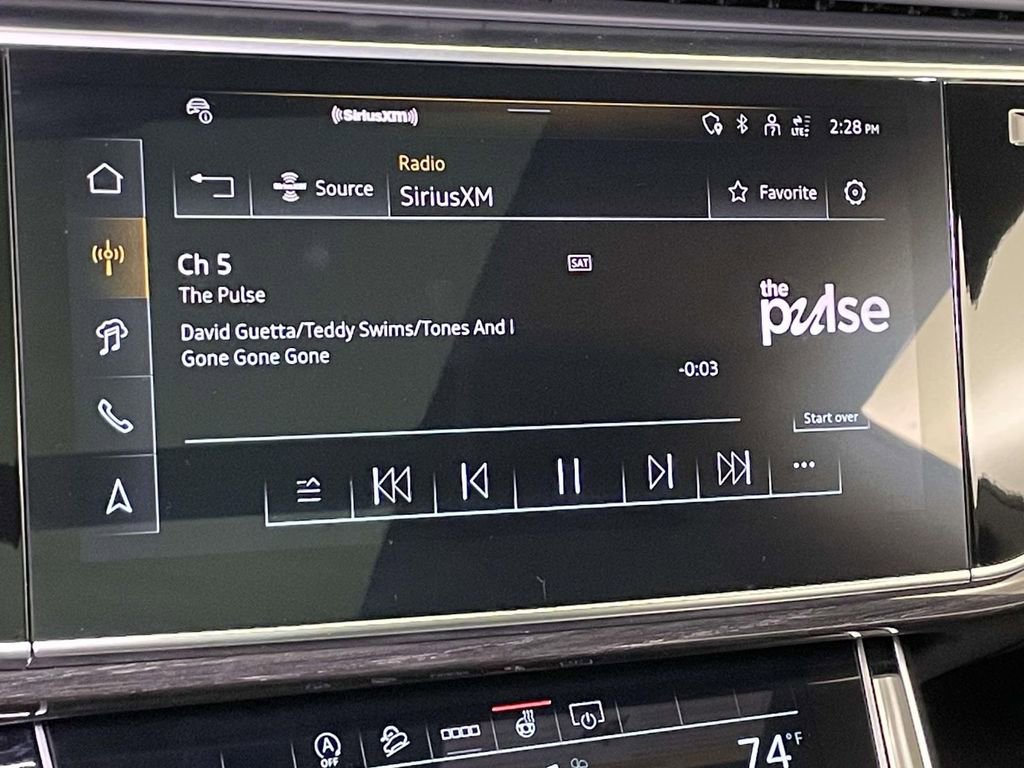 SiriusXM
LTE
2:28 PM
Radio
SiriusXM
Source
Favorite
Ch 5
SAT
The Pulse
the
pulse
David Guetta/Teddy Swims/Tones And I
Gone Gone Gone
-0:03
Start over
A
OFF
74°F